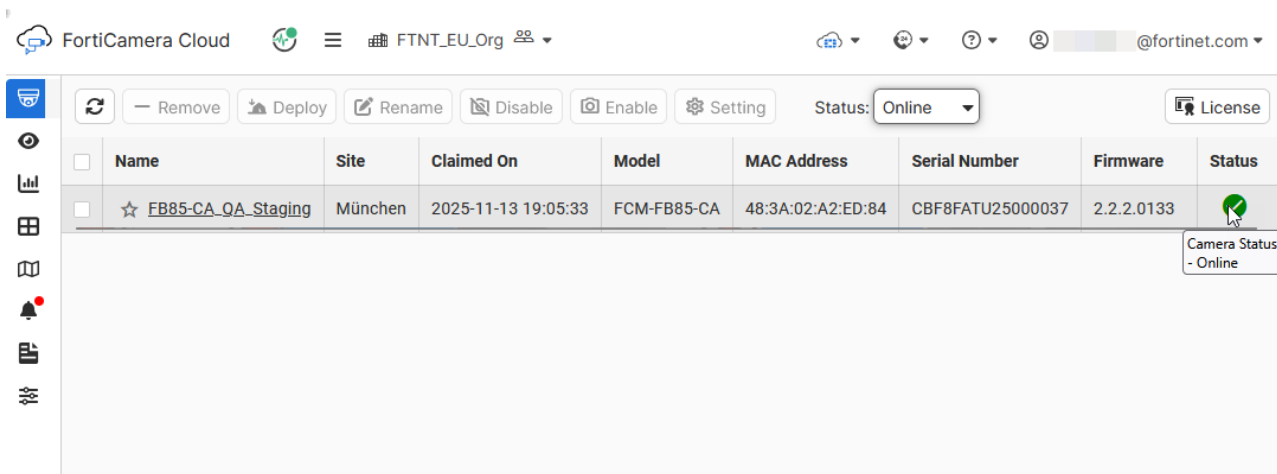 FortiCamera Cloud FTNT_EU_Org 24 ? @fortinet.com
Remove Deploy Rename Disable Enable Setting Status: Online License
Name Site Claimed On Model MAC Address Serial Number Firmware Status
FB85-CA_QA_Staging München 2025-11-13 19:05:33 FCM-FB85-CA 48:3A:02:A2:ED:84 CBF8FATU25000037 2.2.2.0133
Camera Status
- Online